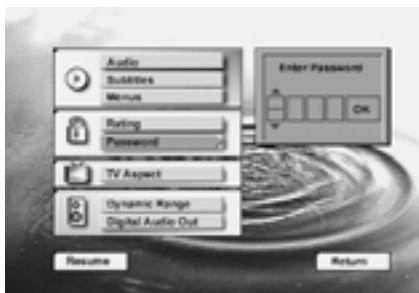 Audio
Subtitles
Menus
Rating
Password
TV Aspect
Dynamic Range
Digital Audio Out
Enter Password
OK
Resume
Return